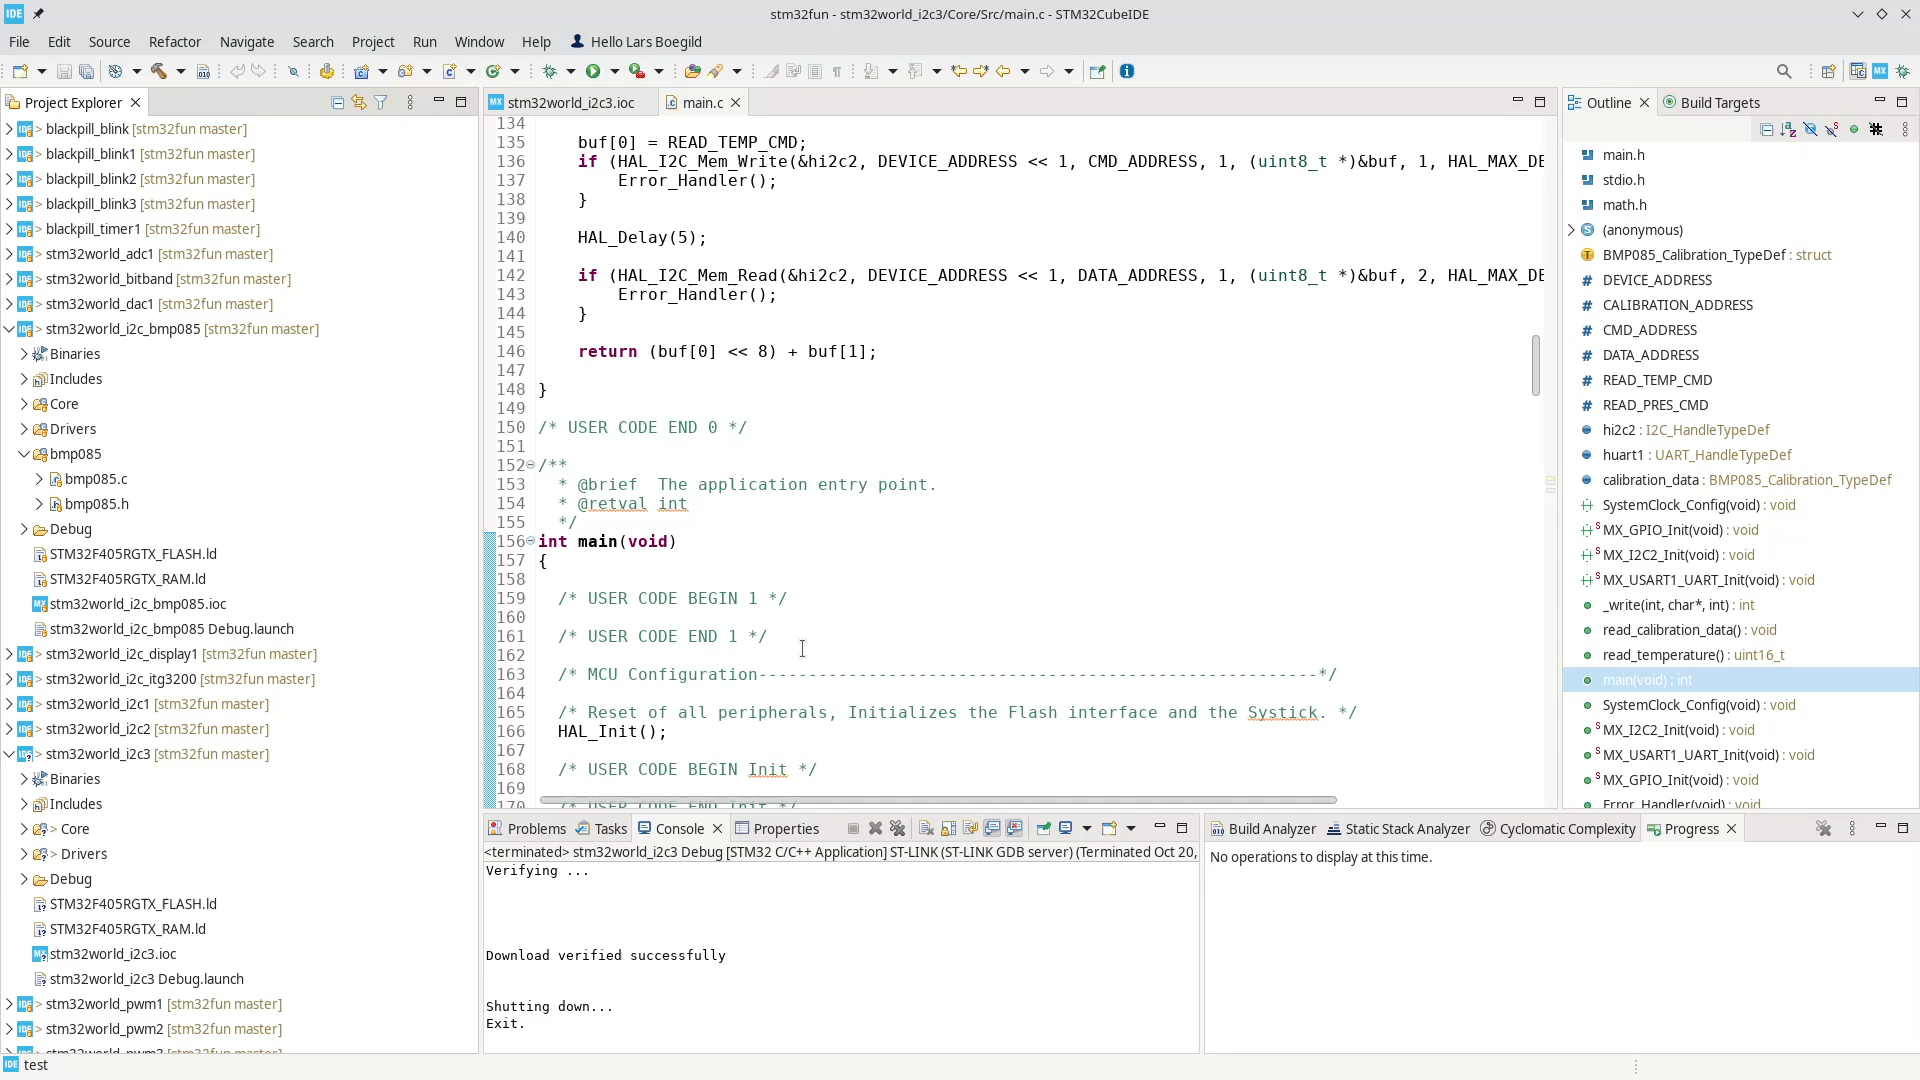 IDE
stm32fun - stm32world_i2c3/Core/Src/main.c - STM32CubeIDE
File Edit Source Refactor Navigate Search Project Run Window Help Hello Lars Boegild
Project Explorer
> blackpill_blink [stm32fun master]
> blackpill_blink1 [stm32fun master]
> blackpill_blink2 [stm32fun master]
> blackpill_blink3 [stm32fun master]
> blackpill_timer1 [stm32fun master]
> stm32world_adc1 [stm32fun master]
> stm32world_bitband [stm32fun master]
> stm32world_dac1 [stm32fun master]
> stm32world_i2c_bmp085 [stm32fun master]
Binaries
Includes
Core
Drivers
bmp085
bmp085.c
bmp085.h
Debug
STM32F405RGTX_FLASH.ld
STM32F405RGTX_RAM.ld
stm32world_i2c_bmp085.ioc
stm32world_i2c_bmp085 Debug.launch
> stm32world_i2c_display1 [stm32fun master]
> stm32world_i2c_itg3200 [stm32fun master]
> stm32world_i2c1 [stm32fun master]
> stm32world_i2c2 [stm32fun master]
> stm32world_i2c3 [stm32fun master]
Binaries
Includes
> Core
> Drivers
Debug
STM32F405RGTX_FLASH.ld
STM32F405RGTX_RAM.ld
stm32world_i2c3.ioc
stm32world_i2c3 Debug.launch
> stm32world_pwm1 [stm32fun master]
> stm32world_pwm2 [stm32fun master]
MX stm32world_i2c3.ioc main.c
134
135     buf[0] = READ_TEMP_CMD;
136     if (HAL_I2C_Mem_Write(&hi2c2, DEVICE_ADDRESS << 1, CMD_ADDRESS, 1, (uint8_t *)&buf, 1, HAL_MAX_DE
137         Error_Handler();
138     }
139
140     HAL_Delay(5);
141
142     if (HAL_I2C_Mem_Read(&hi2c2, DEVICE_ADDRESS << 1, DATA_ADDRESS, 1, (uint8_t *)&buf, 2, HAL_MAX_DE
143         Error_Handler();
144     }
145
146     return (buf[0] << 8) + buf[1];
147
148 }
149
150 /* USER CODE END 0 */
151
152 /**
153   * @brief  The application entry point.
154   * @retval int
155   */
156 int main(void)
157 {
158
159   /* USER CODE BEGIN 1 */
160
161   /* USER CODE END 1 */
162
163   /* MCU Configuration--------------------------------------------------------*/
164
165   /* Reset of all peripherals, Initializes the Flash interface and the Systick. */
166   HAL_Init();
167
168   /* USER CODE BEGIN Init */
169
170   /* USER CODE END Init */
Outline Build Targets
main.h
stdio.h
math.h
(anonymous)
BMP085_Calibration_TypeDef : struct
DEVICE_ADDRESS
CALIBRATION_ADDRESS
CMD_ADDRESS
DATA_ADDRESS
READ_TEMP_CMD
READ_PRES_CMD
hi2c2 : I2C_HandleTypeDef
huart1 : UART_HandleTypeDef
calibration_data : BMP085_Calibration_TypeDef
SystemClock_Config(void) : void
MX_GPIO_Init(void) : void
MX_I2C2_Init(void) : void
MX_USART1_UART_Init(void) : void
_write(int, char*, int) : int
read_calibration_data() : void
read_temperature() : uint16_t
main(void) : int
SystemClock_Config(void) : void
MX_I2C2_Init(void) : void
MX_USART1_UART_Init(void) : void
MX_GPIO_Init(void) : void
Error_Handler(void) : void
Problems Tasks Console Properties
<terminated> stm32world_i2c3 Debug [STM32 C/C++ Application] ST-LINK (ST-LINK GDB server) (Terminated Oct 20,
Verifying ...
Download verified successfully
Shutting down...
Exit.
Build Analyzer Static Stack Analyzer Cyclomatic Complexity Progress
No operations to display at this time.
IDE test